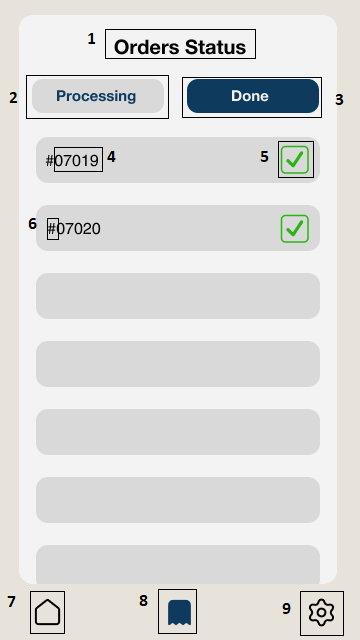 1 Orders Status
2 Processing Done 3
#07019 4 5
6 #07020
7 8 9